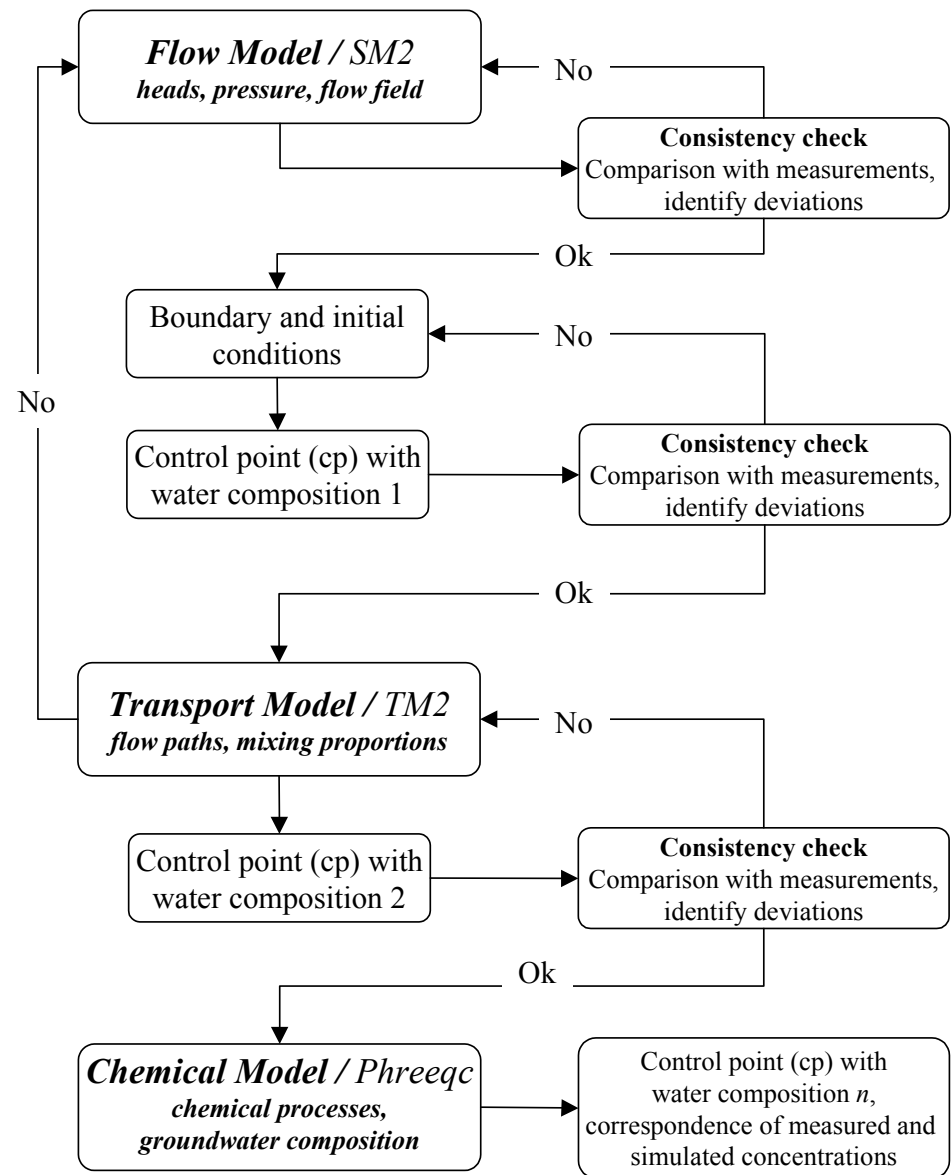 Flow Model / SM2
heads, pressure, flow field
No
Consistency check
Comparison with measurements,
identify deviations
Ok
Boundary and initial
conditions
No
No
Control point (cp) with
water composition 1
Consistency check
Comparison with measurements,
identify deviations
Ok
Transport Model / TM2
flow paths, mixing proportions
No
Control point (cp) with
water composition 2
Consistency check
Comparison with measurements,
identify deviations
Ok
Chemical Model / Phreeqc
chemical processes,
groundwater composition
Control point (cp) with
water composition n,
correspondence of measured and
simulated concentrations